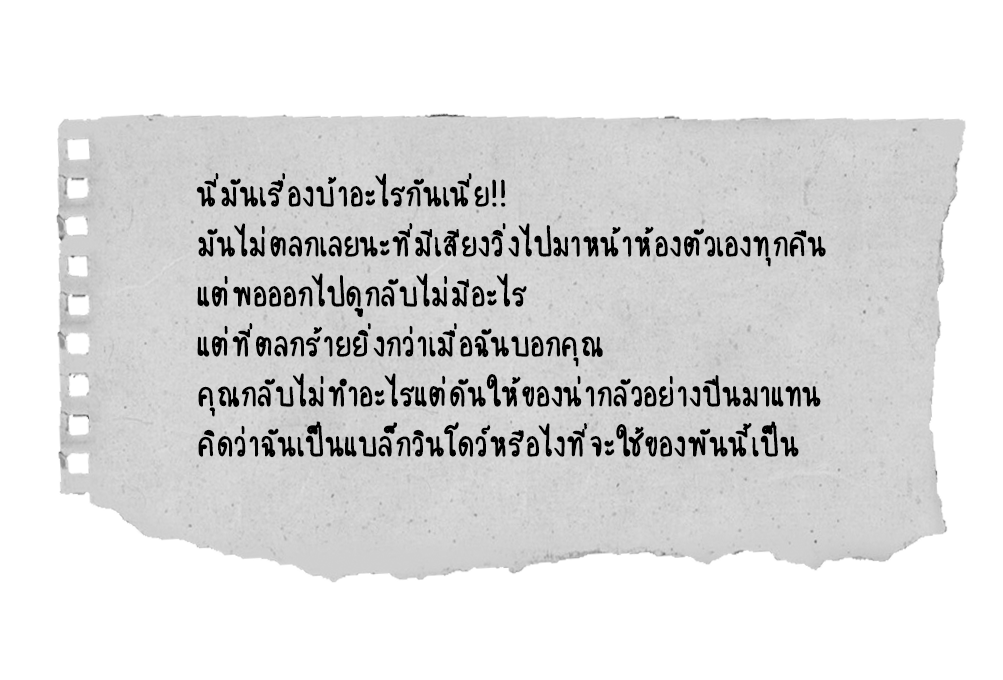 นี่มันเรื่องบ้าอะไรกันเนี่ย!!
มันไม่ตลกเลยนะที่มีเสียงวิ่งไปมาหน้าห้องตัวเองทุกคืน
แต่พอออกไปดูกลับไม่มีอะไร
แต่ที่ตลกร้ายยิ่งกว่าเมื่อฉันบอกคุณ
คุณกลับไม่ทำอะไรแต่ดันให้ของน่ากลัวอย่างปืนมาแทน
คิดว่าฉันเป็นแบล็กวินโดว์หรือไงที่จะใช้ของพันนี้เป็น